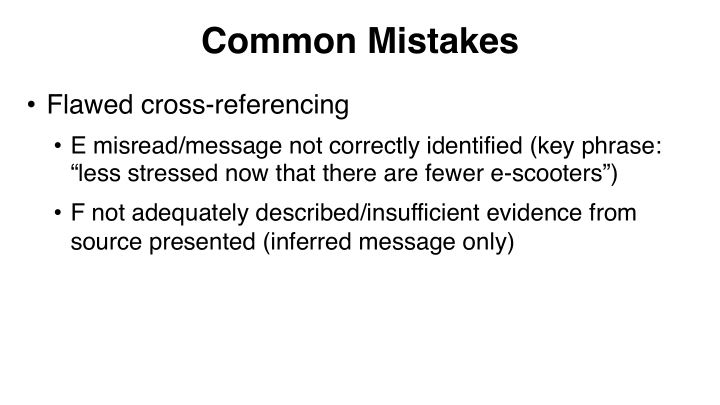 Common Mistakes
• Flawed cross-referencing
• E misread/message not correctly identified (key phrase:
“less stressed now that there are fewer e-scooters”)
• F not adequately described/insufficient evidence from
source presented (inferred message only)